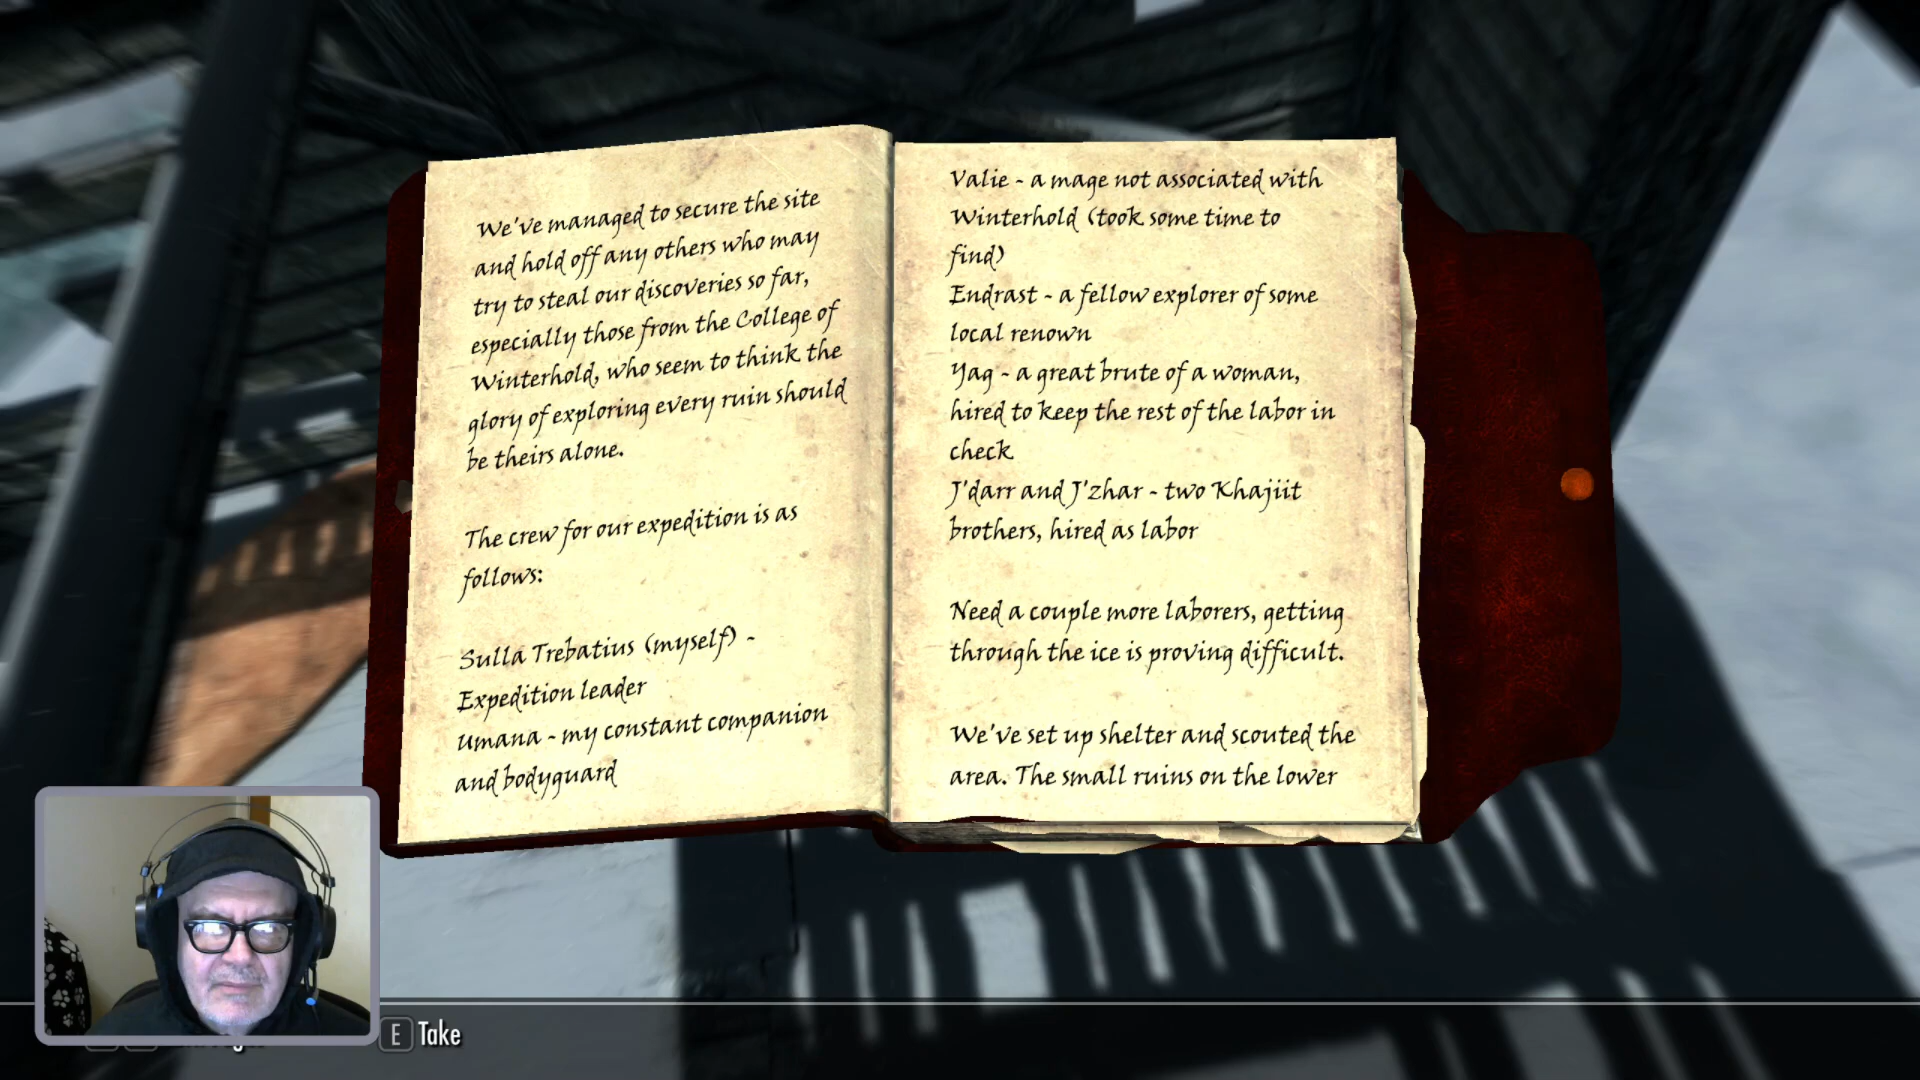 We've managed to secure the site
and hold off any others who may
try to steal our discoveries so far,
especially those from the College of
Winterhold, who seem to think the
glory of exploring every ruin should
be theirs alone.
The crew for our expedition is as
follows:
Sulla Trebatius (myself) -
Expedition leader
Umana - my constant companion
and bodyguard
Valie - a mage not associated with
Winterhold (took some time to
find)
Endrast - a fellow explorer of some
local renown
Yag - a great brute of a woman,
hired to keep the rest of the labor in
check
J'darr and J'zhar - two Khajiit
brothers, hired as labor
Need a couple more laborers, getting
through the ice is proving difficult.
We've set up shelter and scouted the
area. The small ruins on the lower
E Take